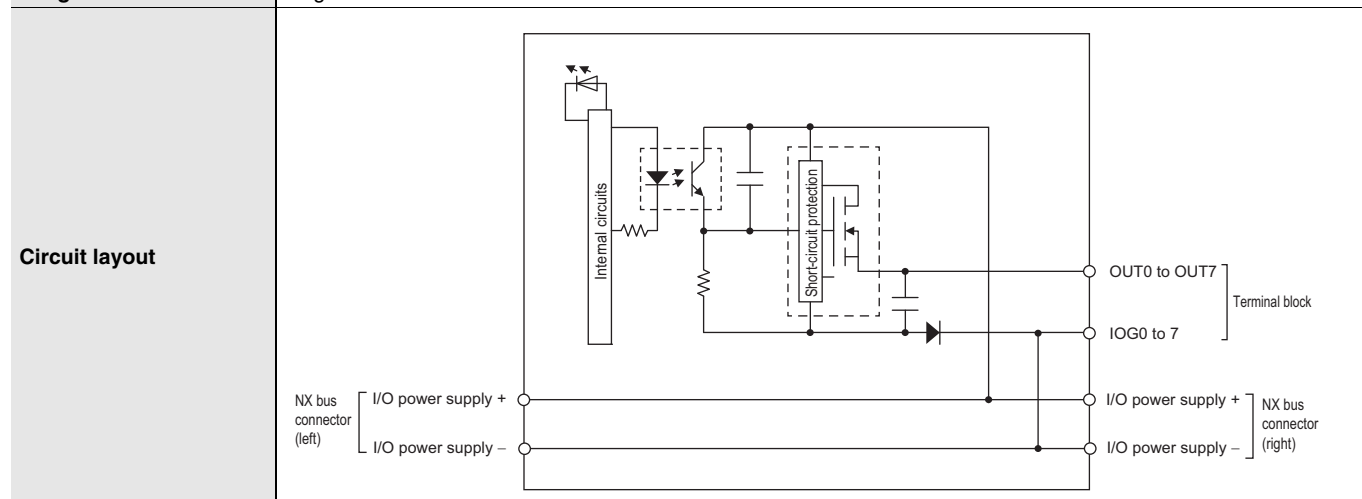 Circuit layout
Internal circuits
Short-circuit protection
OUT0 to OUT7
Terminal block
IOG0 to 7
NX bus
connector
(left)
I/O power supply +
I/O power supply –
I/O power supply +
I/O power supply –
NX bus
connector
(right)